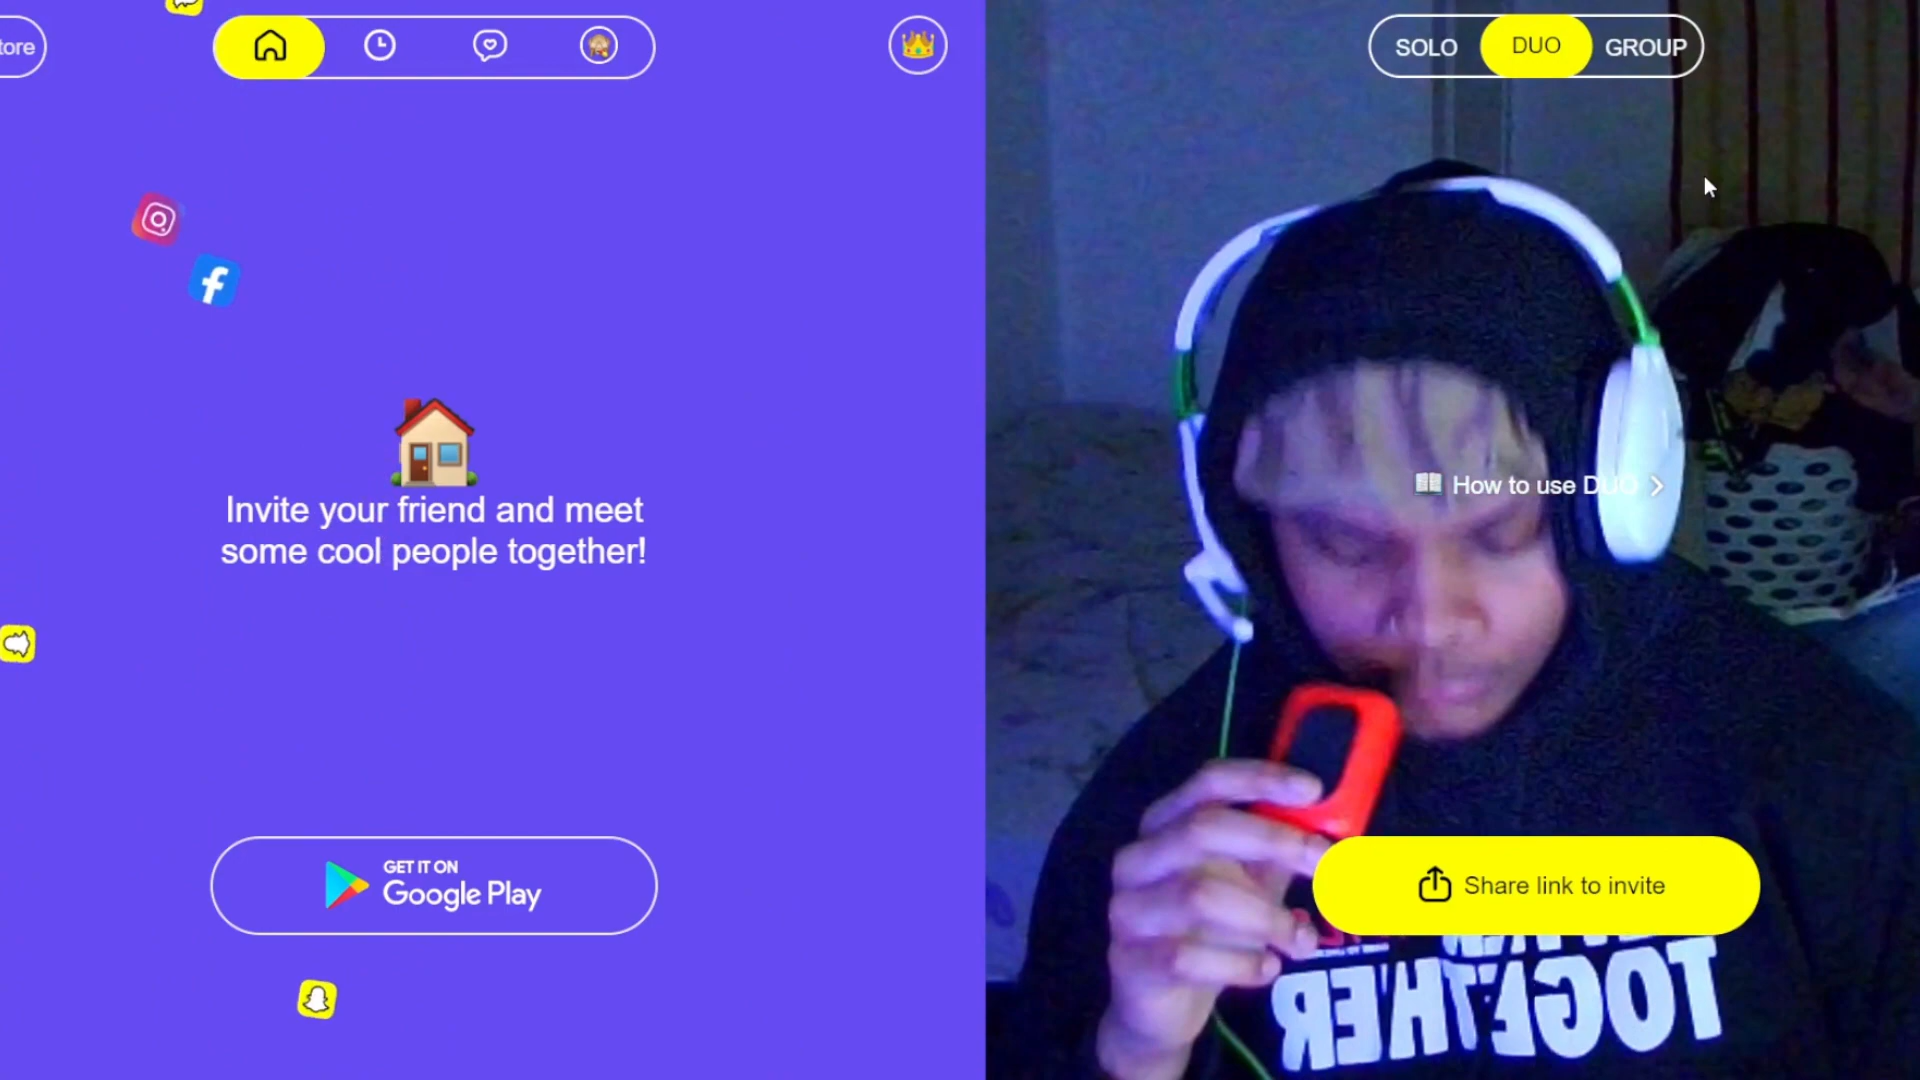 tore
SOLO
DUO
GROUP
How to use DUO
Invite your friend and meet
some cool people together!
GET IT ON
Google Play
Share link to invite
TOGETHER